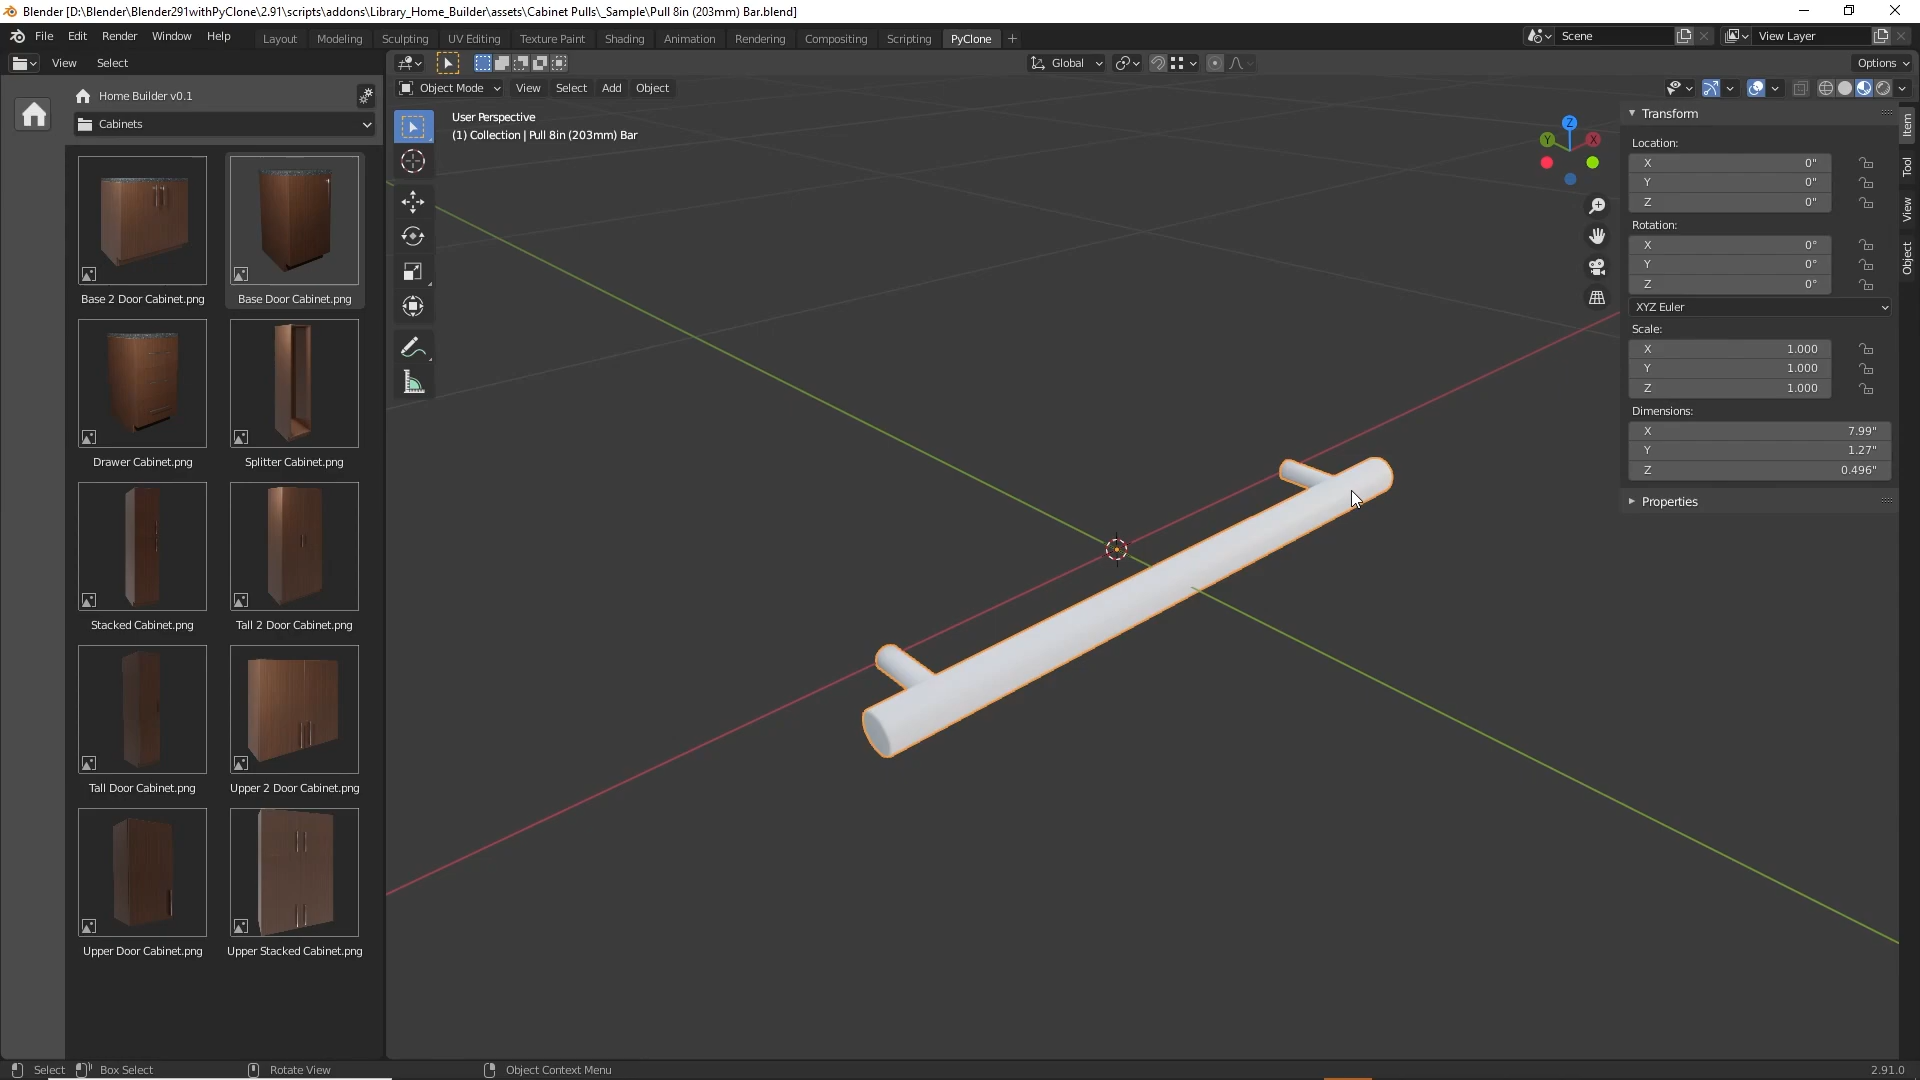 Blender [D:\Blender\Blender291withPyClone\2.91\scripts\addons\Library_Home_Builder\assets\Cabinet Pulls\_Sample\Pull 8in (203mm) Bar.blend]
File Edit Render Window Help Layout Modeling Sculpting UV Editing Texture Paint Shading Animation Rendering Compositing Scripting PyClone Scene View Layer
View Select Global Options
Object Mode View Select Add Object
Home Builder v0.1
Cabinets
Base 2 Door Cabinet.png Base Door Cabinet.png
Drawer Cabinet.png Splitter Cabinet.png
Stacked Cabinet.png Tall 2 Door Cabinet.png
Tall Door Cabinet.png Upper 2 Door Cabinet.png
Upper Door Cabinet.png Upper Stacked Cabinet.png
User Perspective
(1) Collection | Pull 8in (203mm) Bar
Z
Y X
Transform
Location:
X 0"
Y 0"
Z 0"
Rotation:
X 0°
Y 0°
Z 0°
XYZ Euler
Scale:
X 1.000
Y 1.000
Z 1.000
Dimensions:
X 7.99"
Y 1.27"
Z 0.496"
Properties
Item
Tool
View
Object
Select Box Select Rotate View Object Context Menu 2.91.0